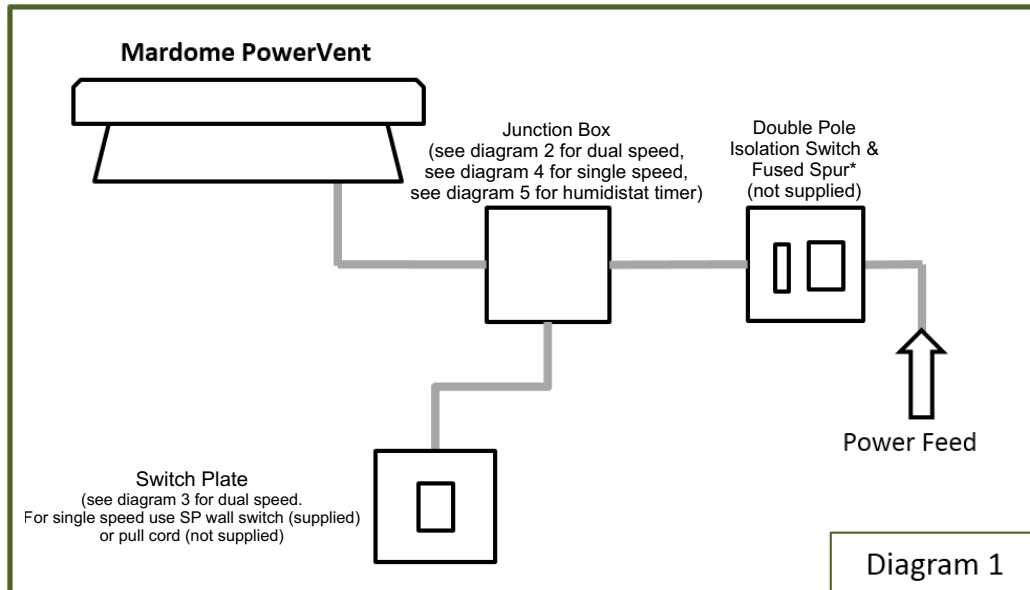 Mardome PowerVent
Junction Box
(see diagram 2 for dual speed,
see diagram 4 for single speed,
see diagram 5 for humidistat timer)
Double Pole
Isolation Switch &
Fused Spur*
(not supplied)
Power Feed
Switch Plate
(see diagram 3 for dual speed.
For single speed use SP wall switch (supplied)
or pull cord (not supplied)
Diagram 1